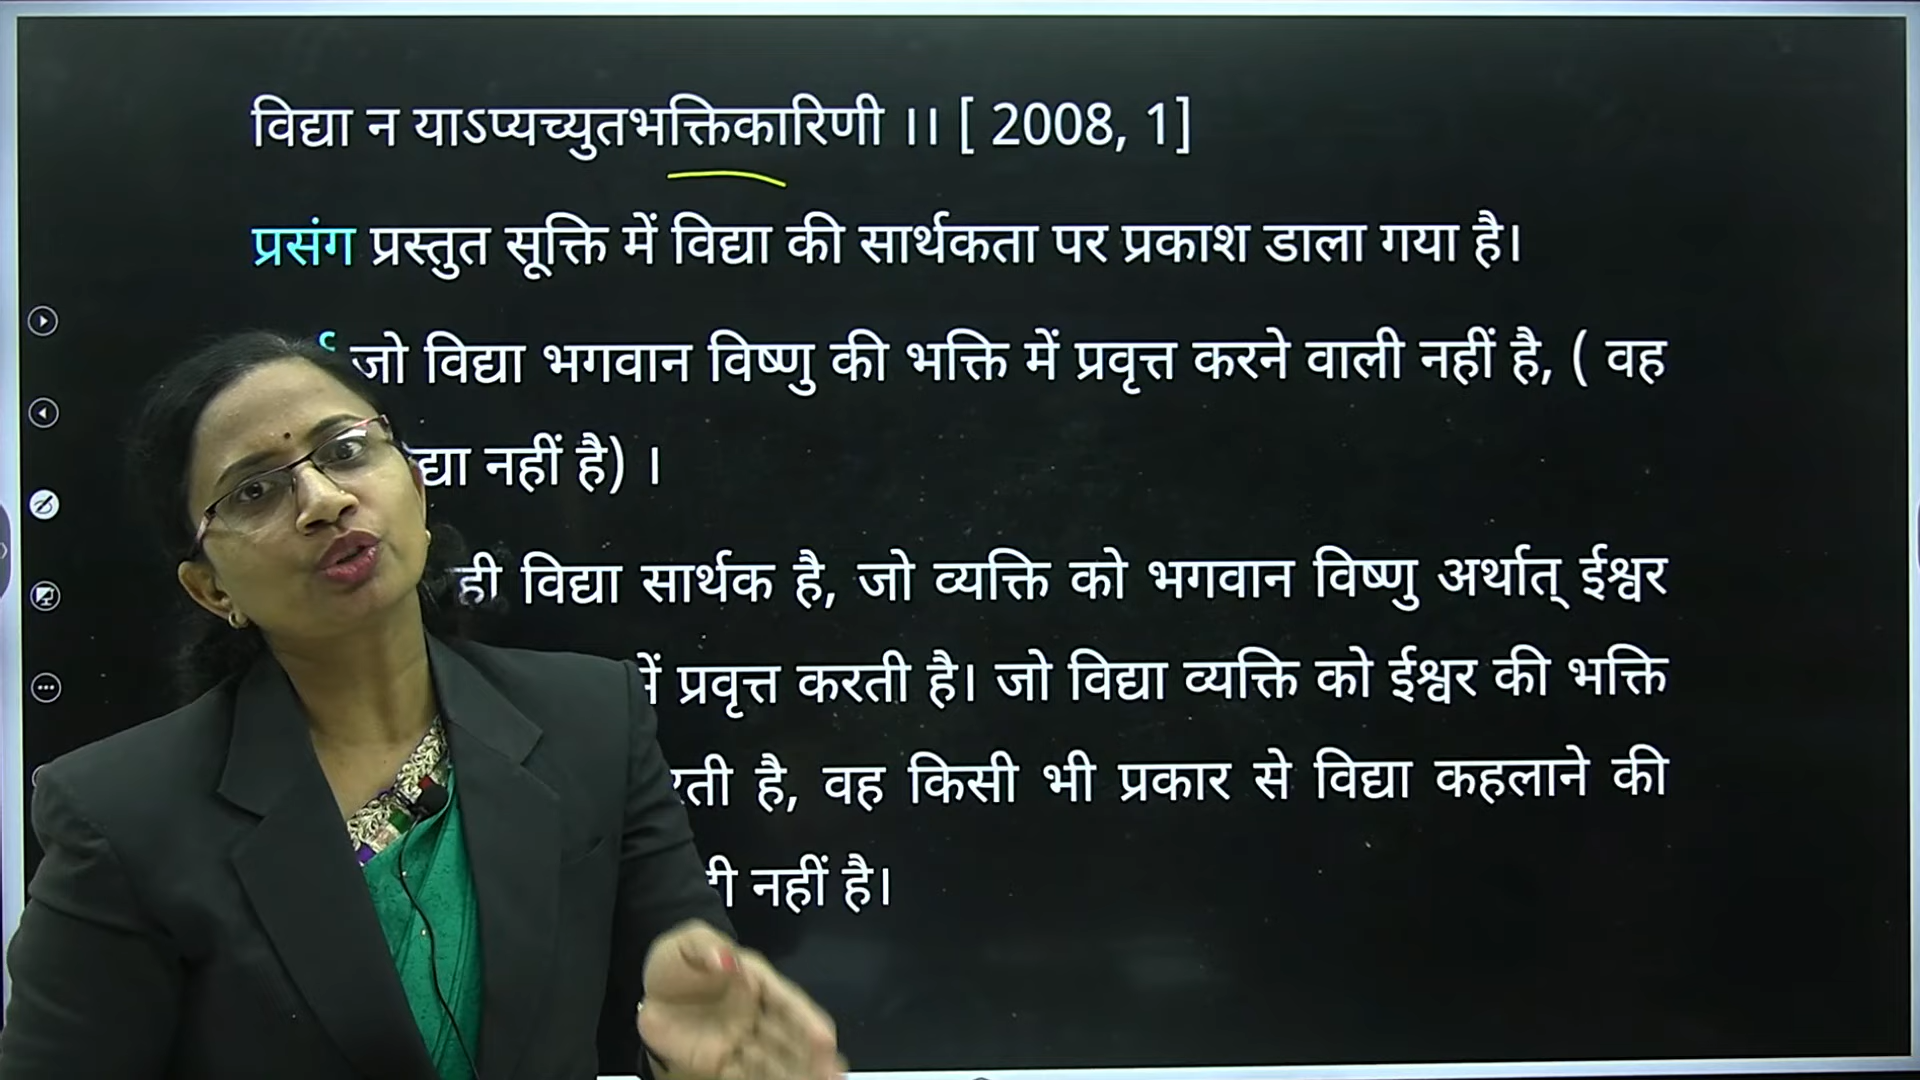 विद्या न याऽप्यच्युतभक्तिकारिणी ।। [ 2008, 1]
प्रसंग प्रस्तुत सूक्ति में विद्या की सार्थकता पर प्रकाश डाला गया है।
जो विद्या भगवान विष्णु की भक्ति में प्रवृत्त करने वाली नहीं है, ( वह
नहीं है) ।
विद्या सार्थक है, जो व्यक्ति को भगवान विष्णु अर्थात् ईश्वर
प्रवृत्त करती है। जो विद्या व्यक्ति को ईश्वर की भक्ति
है, वह किसी भी प्रकार से विद्या कहलाने की
नहीं है।